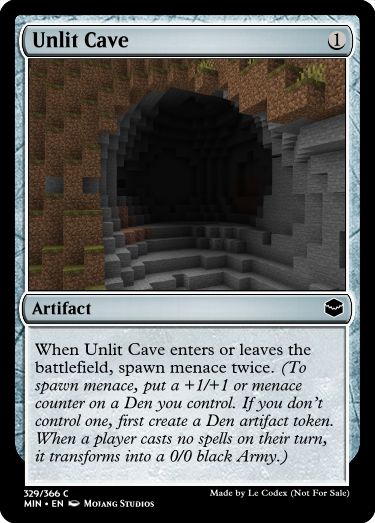 Unlit Cave 1
Artifact
When Unlit Cave enters or leaves the
battlefield, spawn menace twice. (To
spawn menace, put a +1/+1 or menace
counter on a Den you control. If you don't
control one, first create a Den artifact token.
When a player casts no spells on their turn,
it transforms into a 0/0 black Army.)
329/366 C
MIN • EN Mojang Studios
Made by Le Codex (Not For Sale)